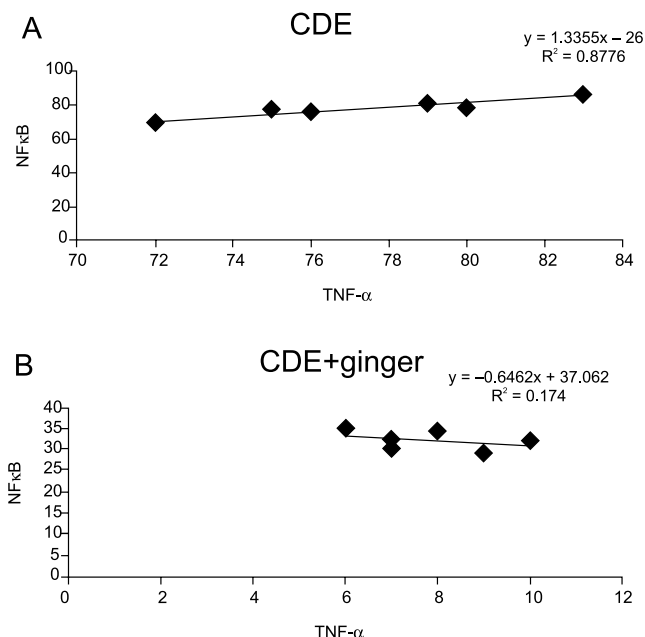 A
CDE
y = 1.3355x – 26
R² = 0.8776
100
80
60
40
20
0
NFκB
70 72 74 76 78 80 82 84
TNF-α
B
CDE+ginger
y = –0.6462x + 37.062
R² = 0.174
40
35
30
25
20
15
10
5
0
NFκB
0 2 4 6 8 10 12
TNF-α